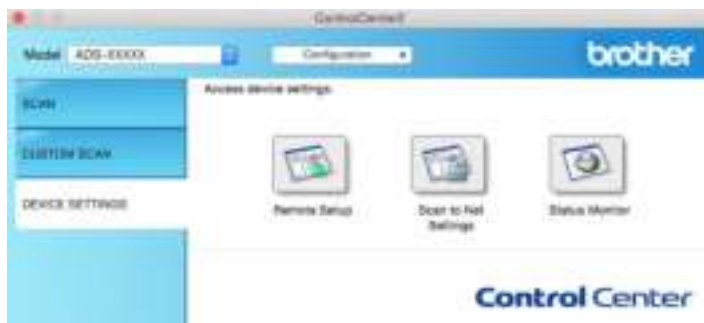 ControlCenter2
Model ADS-XXXXX Configuration brother
Access device settings.
SCAN
CUSTOM SCAN
DEVICE SETTINGS
Remote Setup Scan to Net Status Monitor
Settings
Control Center